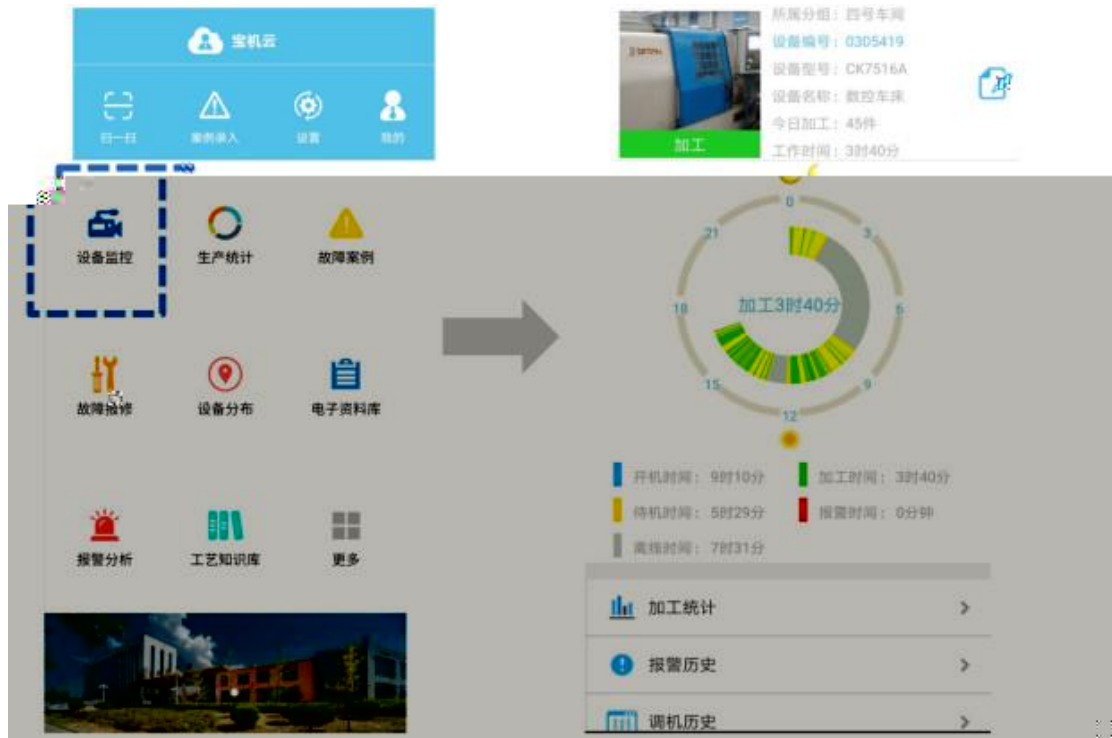 宝机云
扫一扫 案例录入 设置 我的
设备监控 生产统计 故障案例
故障报修 设备分布 电子资料库
报警分析 工艺知识库 更多
所属分组：四号车间
设备编号：0305419
设备型号：CK7516A
设备名称：数控车床
今日加工：45件
工作时间：3时40分
加工
0
21 3
加工3时40分
18 6
15 9
12
开机时间：9时10分 加工时间：3时40分
待机时间：5时29分 报警时间：0分钟
离线时间：7时31分
加工统计
报警历史
调机历史